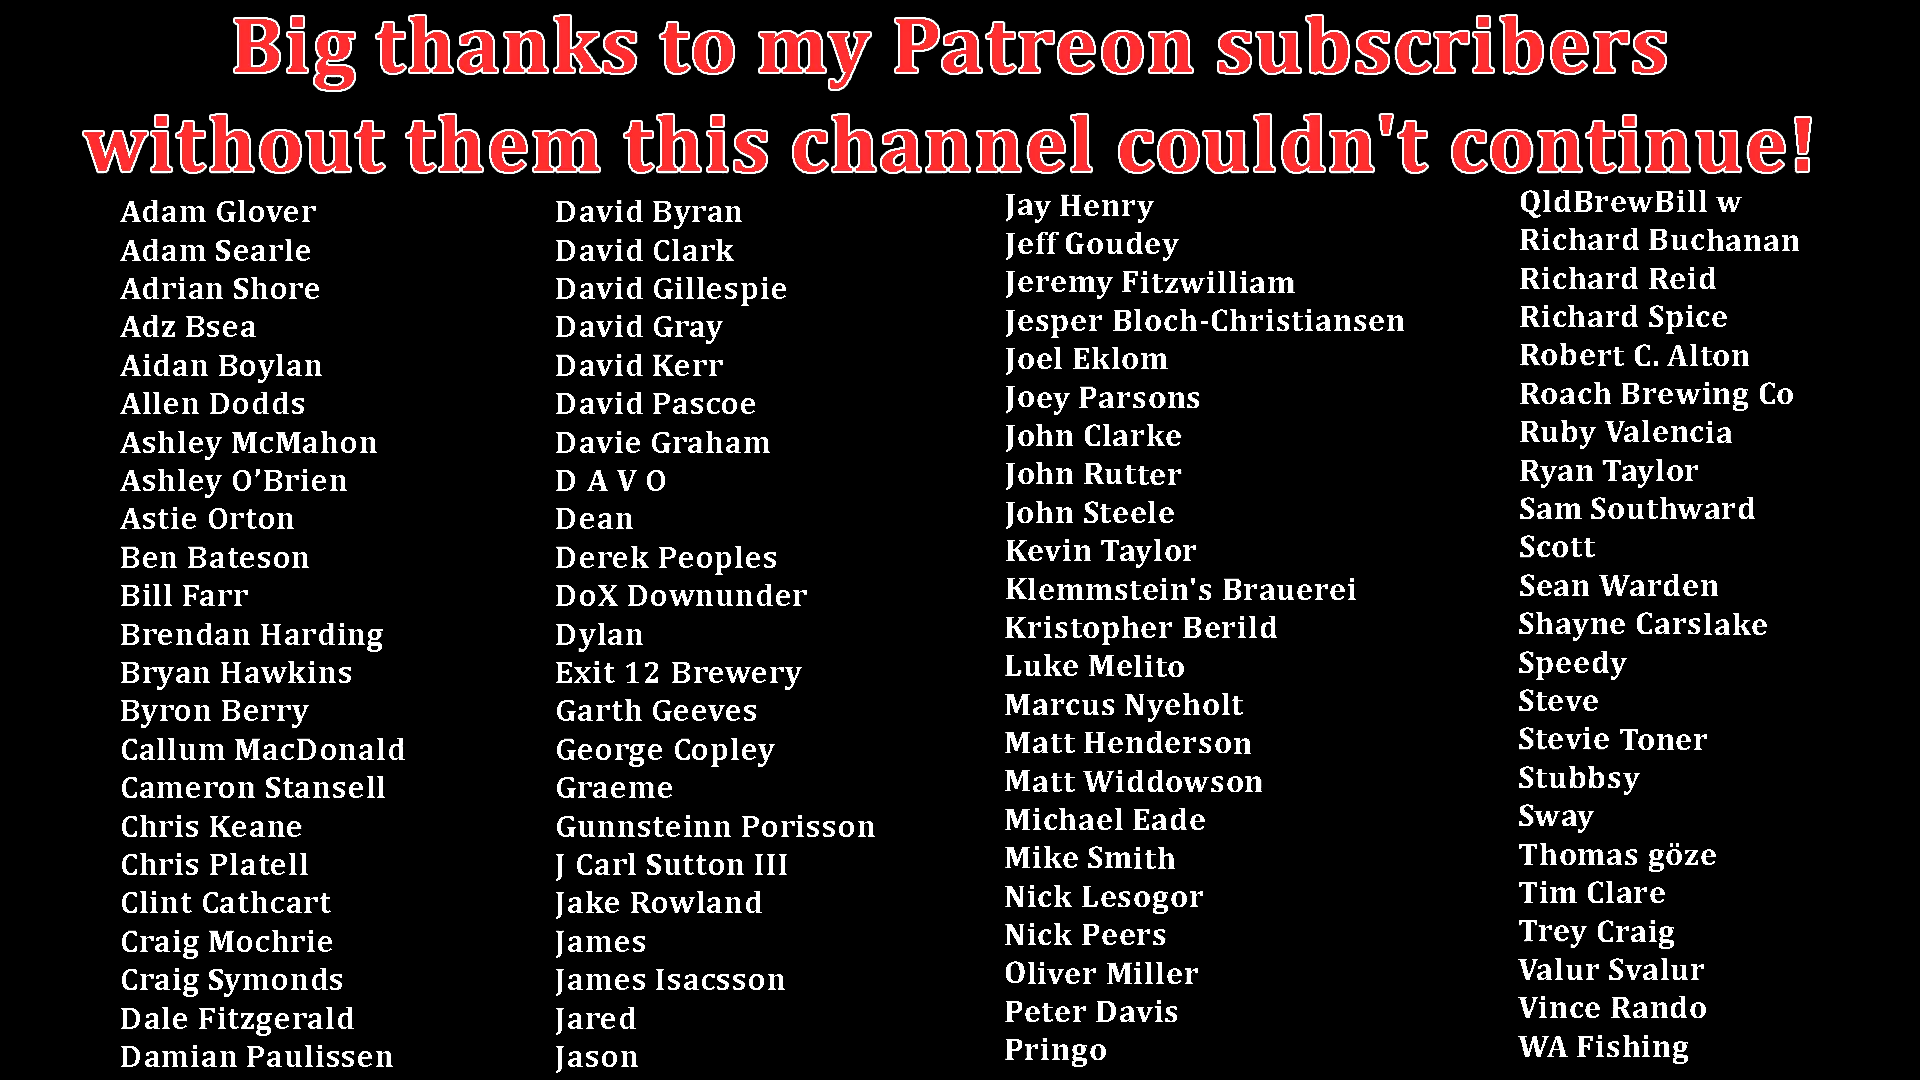 Big thanks to my Patreon subscribers
without them this channel couldn't continue!
Adam Glover
Adam Searle
Adrian Shore
Adz Bsea
Aidan Boylan
Allen Dodds
Ashley McMahon
Ashley O’Brien
Astie Orton
Ben Bateson
Bill Farr
Brendan Harding
Bryan Hawkins
Byron Berry
Callum MacDonald
Cameron Stansell
Chris Keane
Chris Platell
Clint Cathcart
Craig Mochrie
Craig Symonds
Dale Fitzgerald
Damian Paulissen
David Byran
David Clark
David Gillespie
David Gray
David Kerr
David Pascoe
Davie Graham
D A V O
Dean
Derek Peoples
DoX Downunder
Dylan
Exit 12 Brewery
Garth Geeves
George Copley
Graeme
Gunnsteinn Porisson
J Carl Sutton III
Jake Rowland
James
James Isacsson
Jared
Jason
Jay Henry
Jeff Goudey
Jeremy Fitzwilliam
Jesper Bloch-Christiansen
Joel Eklom
Joey Parsons
John Clarke
John Rutter
John Steele
Kevin Taylor
Klemmstein's Brauerei
Kristopher Berild
Luke Melito
Marcus Nyeholt
Matt Henderson
Matt Widdowson
Michael Eade
Mike Smith
Nick Lesogor
Nick Peers
Oliver Miller
Peter Davis
Pringo
QldBrewBill w
Richard Buchanan
Richard Reid
Richard Spice
Robert C. Alton
Roach Brewing Co
Ruby Valencia
Ryan Taylor
Sam Southward
Scott
Sean Warden
Shayne Carslake
Speedy
Steve
Stevie Toner
Stubbsy
Sway
Thomas göze
Tim Clare
Trey Craig
Valur Svalur
Vince Rando
WA Fishing